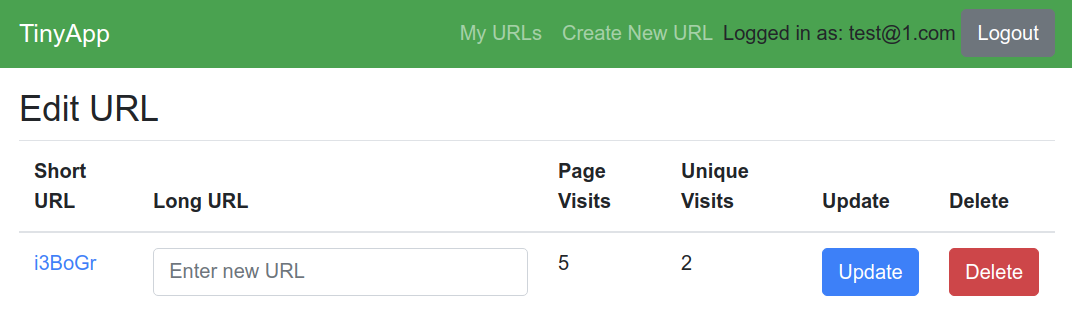 TinyApp My URLs Create New URL Logged in as: test@1.com Logout
Edit URL
Short URL Long URL Page Visits Unique Visits Update Delete
i3BoGr Enter new URL 5 2 Update Delete